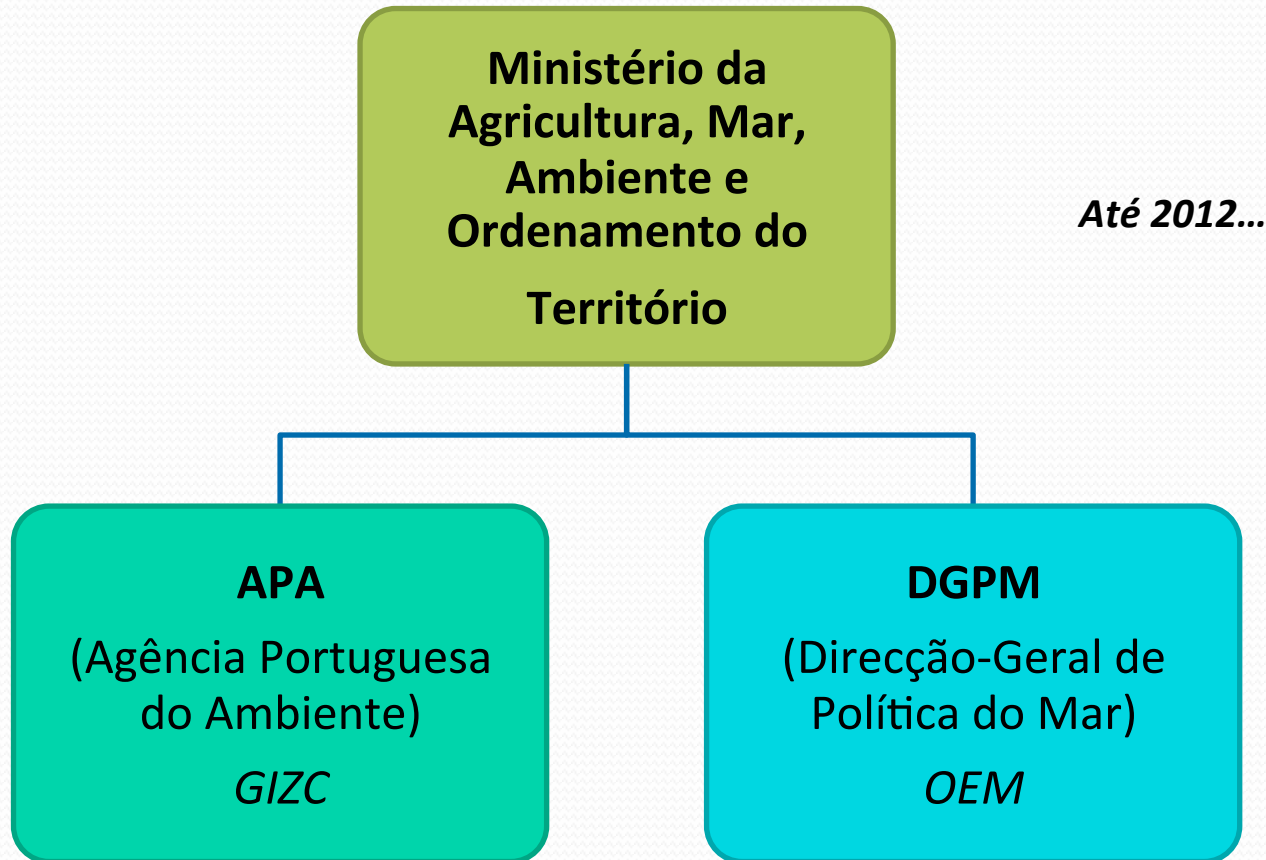 Ministério da
Agricultura, Mar,
Ambiente e
Ordenamento do
Território
Até 2012...
APA
(Agência Portuguesa
do Ambiente)
GIZC
DGPM
(Direcção-Geral de
Política do Mar)
OEM